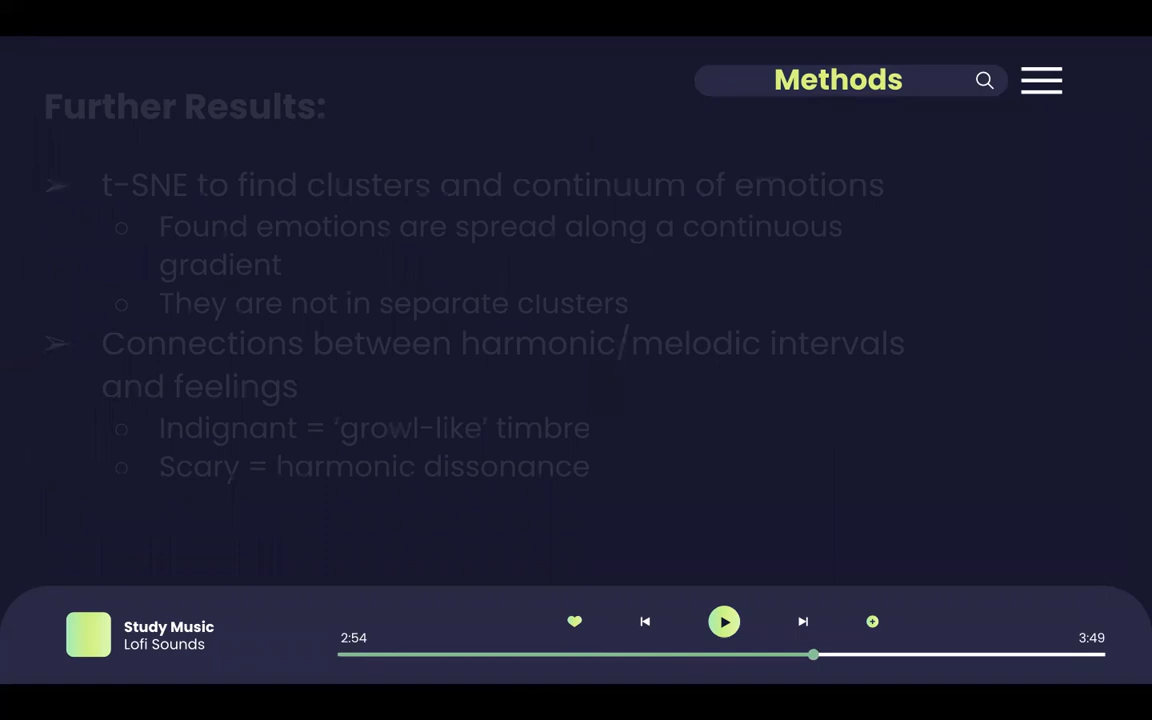 Methods
Further Results:
➢ t-SNE to find clusters and continuum of emotions
○ Found emotions are spread along a continuous
gradient
○ They are not in separate clusters
➢ Connections between harmonic/melodic intervals
and feelings
○ Indignant = ‘growl-like’ timbre
○ Scary = harmonic dissonance
Study Music
Lofi Sounds
2:54
3:49